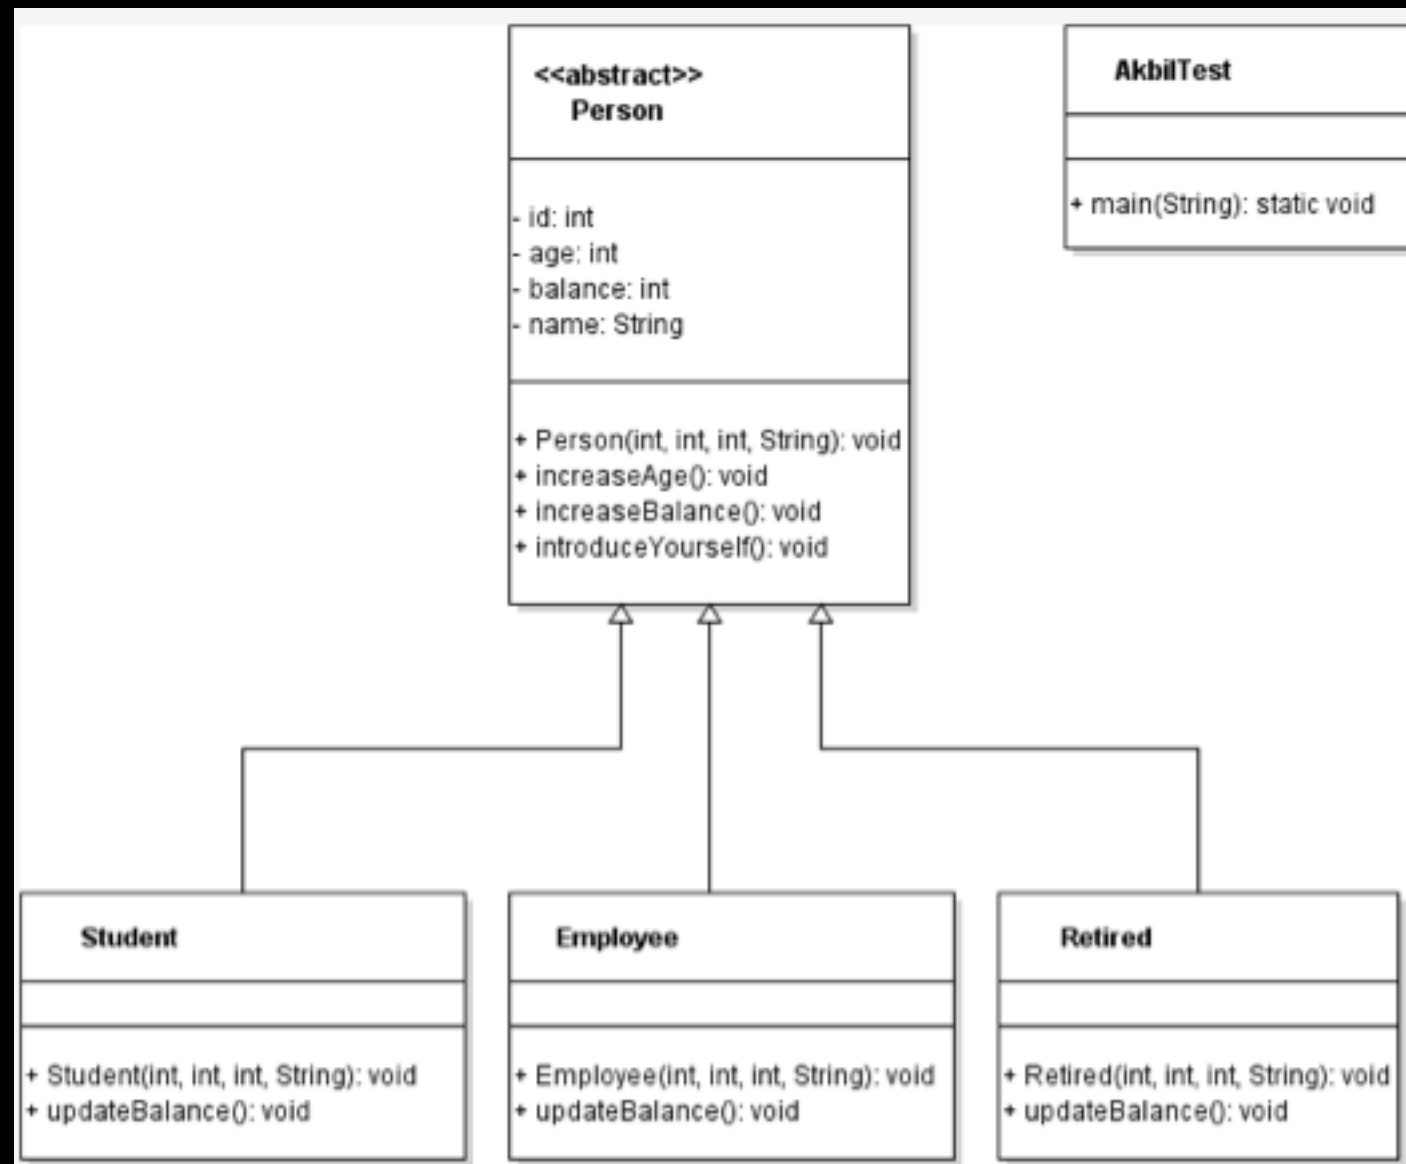 <<abstract>>
Person
- id: int
- age: int
- balance: int
- name: String
+ Person(int, int, int, String): void
+ increaseAge(): void
+ increaseBalance(): void
+ introduceYourself(): void
AkbilTest
+ main(String): static void
Student
+ Student(int, int, int, String): void
+ updateBalance(): void
Employee
+ Employee(int, int, int, String): void
+ updateBalance(): void
Retired
+ Retired(int, int, int, String): void
+ updateBalance(): void